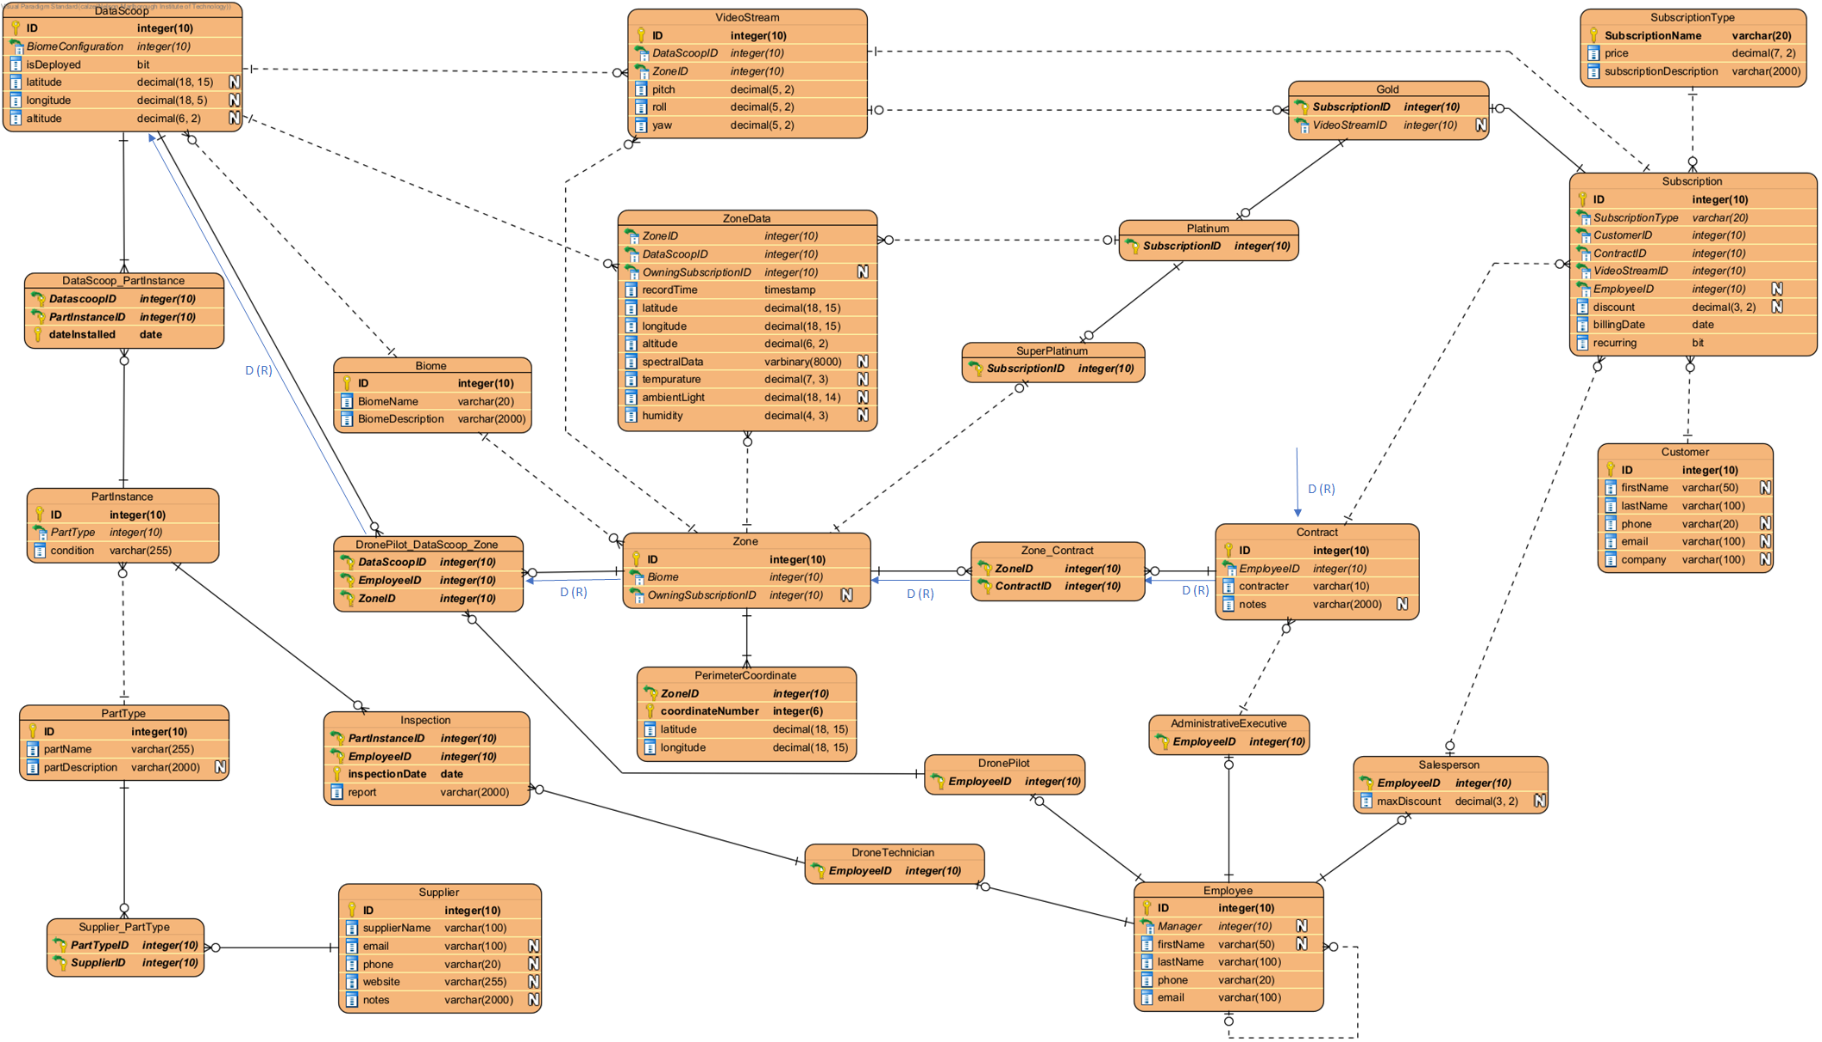 DataScoop
ID integer(10)
BiomeConfiguration integer(10)
isDeployed bit
latitude decimal(18, 15) N
longitude decimal(18, 5) N
altitude decimal(6, 2) N
VideoStream
ID integer(10)
DataScoopID integer(10)
ZoneID integer(10)
pitch decimal(5, 2)
roll decimal(5, 2)
yaw decimal(5, 2)
SubscriptionType
SubscriptionName varchar(20)
price decimal(7, 2)
subscriptionDescription varchar(2000)
Gold
SubscriptionID integer(10)
VideoStreamID integer(10) N
Subscription
ID integer(10)
SubscriptionType varchar(20)
CustomerID integer(10)
ContractID integer(10)
VideoStreamID integer(10)
EmployeeID integer(10) N
discount decimal(3, 2) N
billingDate date
recurring bit
ZoneData
ZoneID integer(10)
DataScoopID integer(10)
OwningSubscriptionID integer(10) N
recordTime timestamp
latitude decimal(18, 15)
longitude decimal(18, 15)
altitude decimal(6, 2)
spectralData varbinary(8000) N
tempurature decimal(7, 3) N
ambientLight decimal(18, 14) N
humidity decimal(4, 3) N
Platinum
SubscriptionID integer(10)
DataScoop_PartInstance
DatascoopID integer(10)
PartInstanceID integer(10)
dateInstalled date
D (R)
Biome
ID integer(10)
BiomeName varchar(20)
BiomeDescription varchar(2000)
SuperPlatinum
SubscriptionID integer(10)
Customer
ID integer(10)
firstName varchar(50) N
lastName varchar(100)
phone varchar(20) N
email varchar(100) N
company varchar(100) N
D (R)
PartInstance
ID integer(10)
PartType integer(10)
condition varchar(255)
DronePilot_DataScoop_Zone
DataScoopID integer(10)
EmployeeID integer(10)
ZoneID integer(10)
D (R)
Zone
ID integer(10)
Biome integer(10)
OwningSubscriptionID integer(10) N
D (R)
Zone_Contract
ZoneID integer(10)
ContractID integer(10)
D (R)
Contract
ID integer(10)
EmployeeID integer(10)
contracter varchar(10)
notes varchar(2000) N
PerimeterCoordinate
ZoneID integer(10)
coordinateNumber integer(6)
latitude decimal(18, 15)
longitude decimal(18, 15)
PartType
ID integer(10)
partName varchar(255)
partDescription varchar(2000) N
Inspection
PartInstanceID integer(10)
EmployeeID integer(10)
inspectionDate date
report varchar(2000)
AdministrativeExecutive
EmployeeID integer(10)
DronePilot
EmployeeID integer(10)
Salesperson
EmployeeID integer(10)
maxDiscount decimal(3, 2) N
DroneTechnician
EmployeeID integer(10)
Supplier
ID integer(10)
supplierName varchar(100)
email varchar(100) N
phone varchar(20) N
website varchar(255) N
notes varchar(2000) N
Employee
ID integer(10)
Manager integer(10) N
firstName varchar(50) N
lastName varchar(100)
phone varchar(20)
email varchar(100)
Supplier_PartType
PartTypeID integer(10)
SupplierID integer(10)